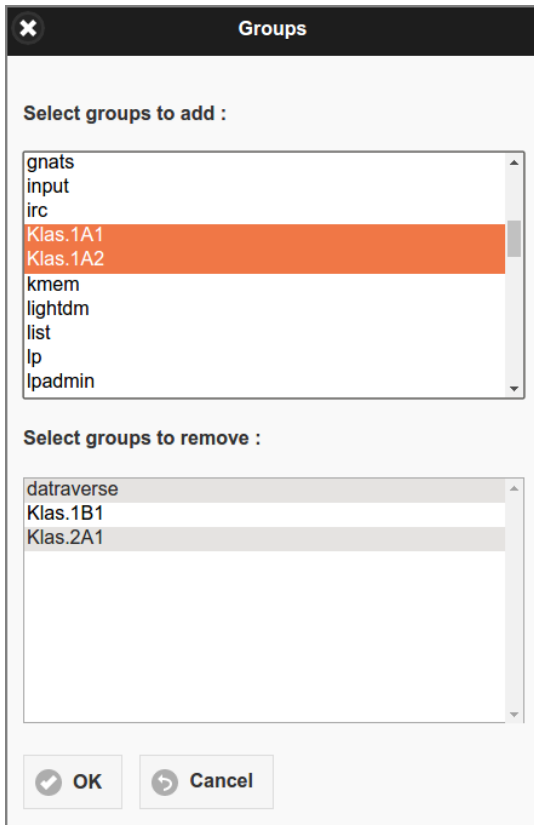 Groups
Select groups to add :
gnats
input
irc
Klas.1A1
Klas.1A2
kmem
lightdm
list
lp
lpadmin
Select groups to remove :
datraverse
Klas.1B1
Klas.2A1
OK
Cancel